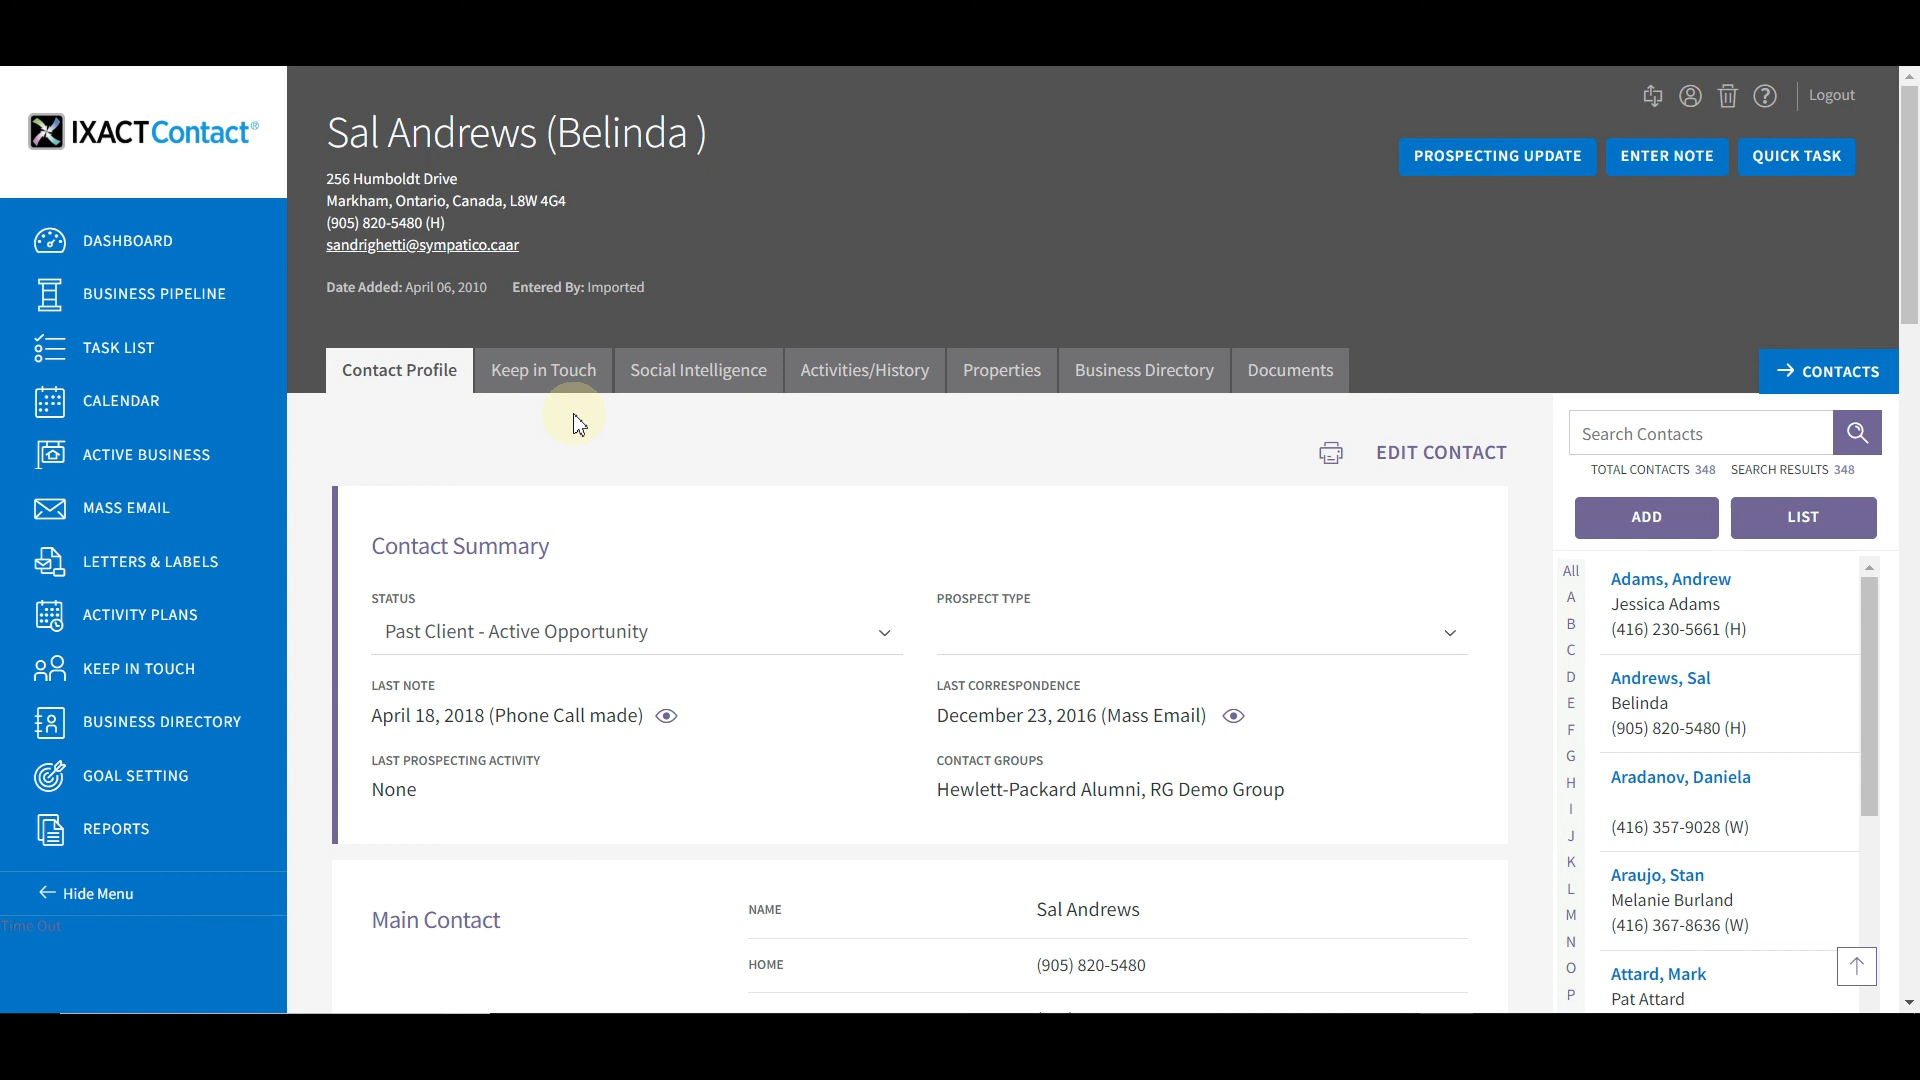 IXACTContact®
DASHBOARD
BUSINESS PIPELINE
TASK LIST
CALENDAR
ACTIVE BUSINESS
MASS EMAIL
LETTERS & LABELS
ACTIVITY PLANS
KEEP IN TOUCH
BUSINESS DIRECTORY
GOAL SETTING
REPORTS
Hide Menu
Time Out
Sal Andrews (Belinda )
256 Humboldt Drive
Markham, Ontario, Canada, L8W 4G4
(905) 820-5480 (H)
sandrighetti@sympatico.caar
Date Added: April 06, 2010 Entered By: Imported
Logout
PROSPECTING UPDATE ENTER NOTE QUICK TASK
Contact Profile Keep in Touch Social Intelligence Activities/History Properties Business Directory Documents
CONTACTS
EDIT CONTACT
Contact Summary
STATUS PROSPECT TYPE
Past Client - Active Opportunity
LAST NOTE LAST CORRESPONDENCE
April 18, 2018 (Phone Call made) December 23, 2016 (Mass Email)
LAST PROSPECTING ACTIVITY CONTACT GROUPS
None Hewlett-Packard Alumni, RG Demo Group
Main Contact
NAME Sal Andrews
HOME (905) 820-5480
Search Contacts
TOTAL CONTACTS 348 SEARCH RESULTS 348
ADD LIST
All
A
B
C
D
E
F
G
H
I
J
K
L
M
N
O
P
Adams, Andrew
Jessica Adams
(416) 230-5661 (H)
Andrews, Sal
Belinda
(905) 820-5480 (H)
Aradanov, Daniela
(416) 357-9028 (W)
Araujo, Stan
Melanie Burland
(416) 367-8636 (W)
Attard, Mark
Pat Attard